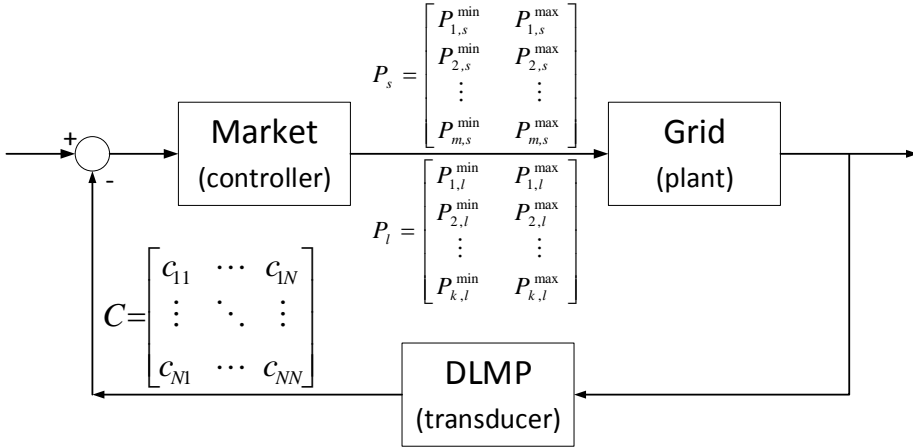 P_s = [P_{1,s}^{min} P_{1,s}^{max}
P_{2,s}^{min} P_{2,s}^{max}
⋮ ⋮
P_{m,s}^{min} P_{m,s}^{max}]
+
-
Market
(controller)
Grid
(plant)
P_l = [P_{1,l}^{min} P_{1,l}^{max}
P_{2,l}^{min} P_{2,l}^{max}
⋮ ⋮
P_{k,l}^{min} P_{k,l}^{max}]
C = [c_{11} ⋯ c_{1N}
⋮ ⋱ ⋮
c_{N1} ⋯ c_{NN}]
DLMP
(transducer)